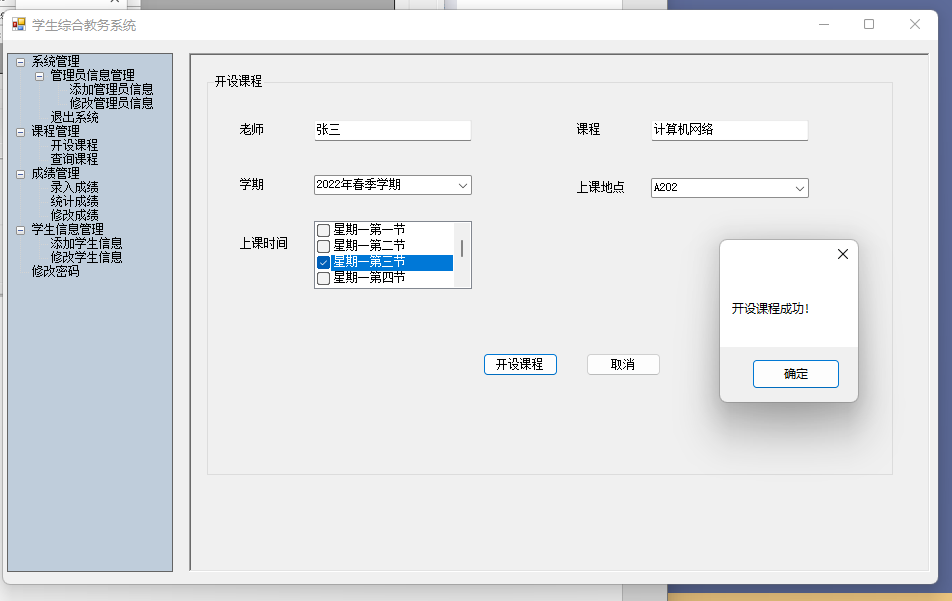 学生综合教务系统
系统管理
管理员信息管理
添加管理员信息
修改管理员信息
退出系统
课程管理
开设课程
查询课程
成绩管理
录入成绩
统计成绩
修改成绩
学生信息管理
添加学生信息
修改学生信息
修改密码
开设课程
老师 张三 课程 计算机网络
学期 2022年春季学期 上课地点 A202
上课时间
星期一第一节
星期一第二节
星期一第三节
星期一第四节
开设课程 取消
开设课程成功!
确定